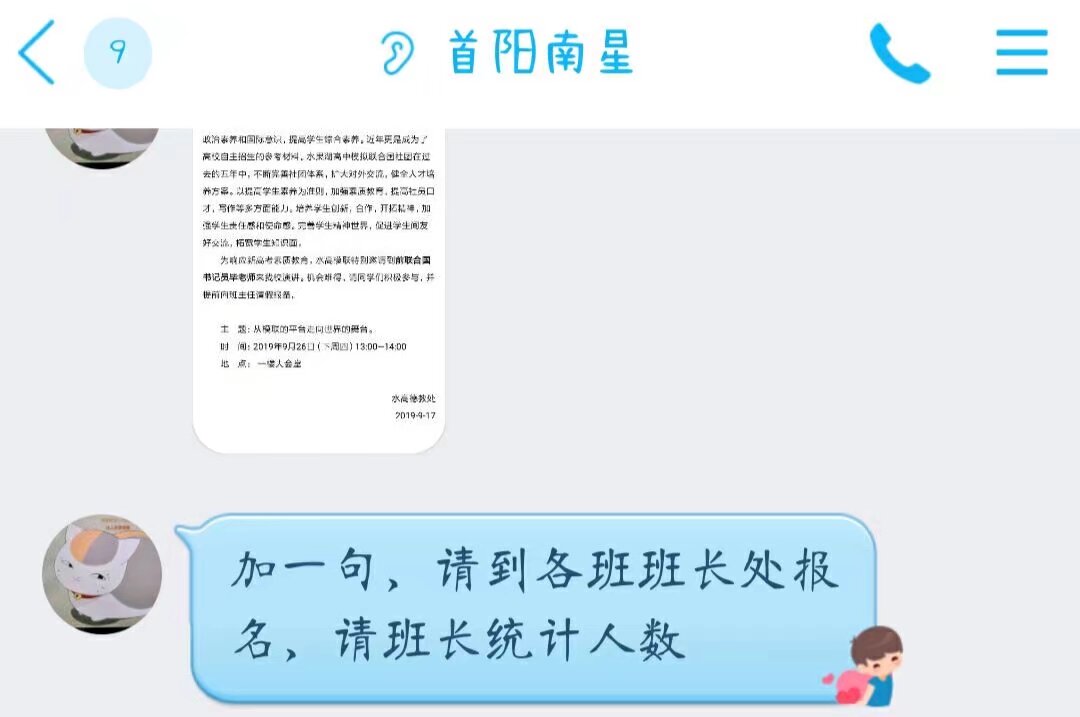 9
首阳南星
政治素养和国际意识，提高学生综合素养。近年更是成为了
高校自主招生的参考材料。水果湖高中模拟联合国社团在过
去的五年中，不断完善社团体系，扩大对外交流，健全人才培
养方案。以提高学生素养为准则，加强素质教育，提高社员口
才，写作等多方面能力。培养学生创新，合作，开拓精神，加
强学生责任感和使命感。完善学生精神世界，促进学生间友
好交流，拓宽学生知识面。
为响应新高考素质教育，水高模联特别邀请到前联合国
书记员毕老师来我校演讲。机会难得，请同学们积极参与，并
提前向班主任请假报备。
主 题：从模联的平台走向世界的舞台。
时 间：2019年9月26日（下周四）13:00—14:00
地 点：一楼大会堂
水高德教处
2019-9-17
加一句，请到各班班长处报
名，请班长统计人数